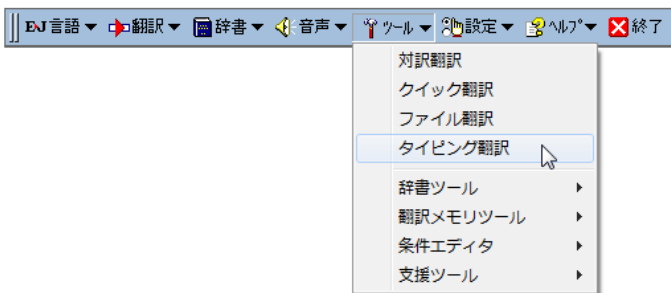 EJ言語▼ 翻訳▼ 辞書▼ 音声▼ ツール▼ 設定▼ ヘルプ▼ 終了
対訳翻訳
クイック翻訳
ファイル翻訳
タイピング翻訳
辞書ツール
翻訳メモリツール
条件エディタ
支援ツール